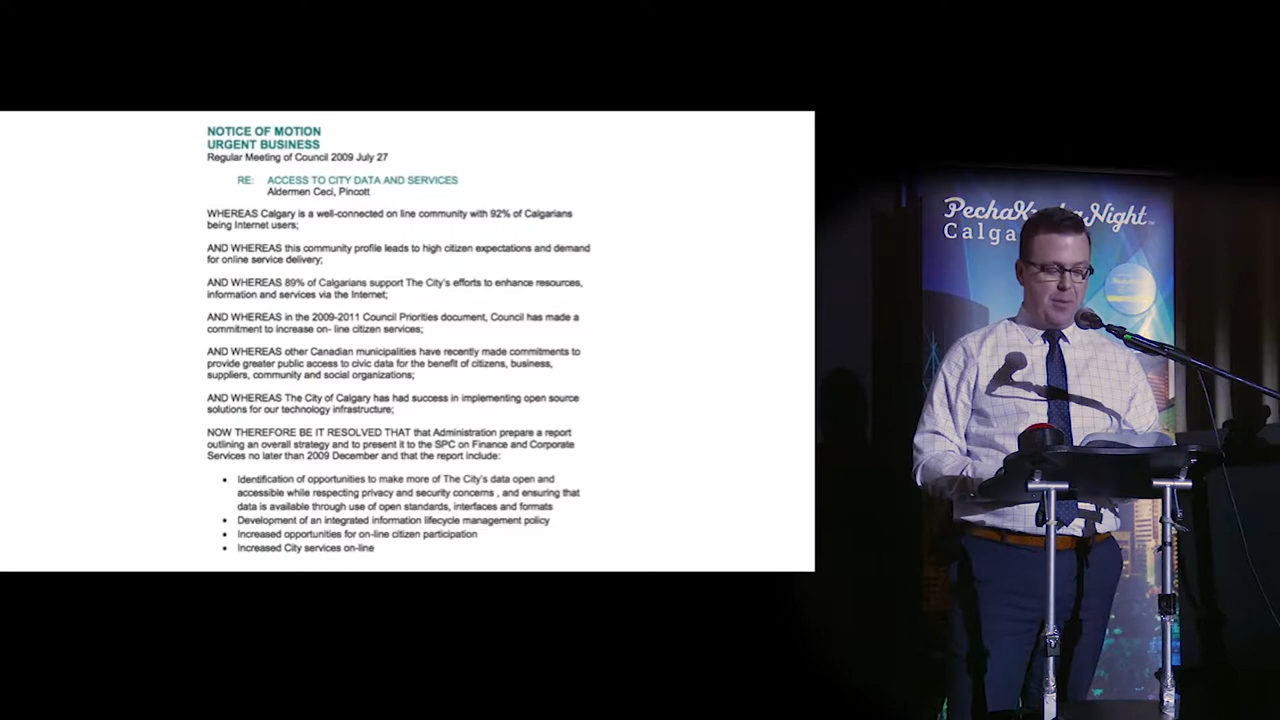 NOTICE OF MOTION
URGENT BUSINESS
Regular Meeting of Council 2009 July 27
RE: ACCESS TO CITY DATA AND SERVICES
Aldermen Ceci, Pincott
WHEREAS Calgary is a well-connected on line community with 92% of Calgarians
being Internet users;
AND WHEREAS this community profile leads to high citizen expectations and demand
for online service delivery;
AND WHEREAS 89% of Calgarians support The City's efforts to enhance resources,
information and services via the Internet;
AND WHEREAS in the 2009-2011 Council Priorities document, Council has made a
commitment to increase on- line citizen services;
AND WHEREAS other Canadian municipalities have recently made commitments to
provide greater public access to civic data for the benefit of citizens, business,
suppliers, community and social organizations;
AND WHEREAS The City of Calgary has had success in implementing open source
solutions for our technology infrastructure;
NOW THEREFORE BE IT RESOLVED THAT that Administration prepare a report
outlining an overall strategy and to present it to the SPC on Finance and Corporate
Services no later than 2009 December and that the report include:
• Identification of opportunities to make more of The City's data open and
accessible while respecting privacy and security concerns , and ensuring that
data is available through use of open standards, interfaces and formats
• Development of an integrated information lifecycle management policy
• Increased opportunities for on-line citizen participation
• Increased City services on-line
PechaKucha Night
Calga